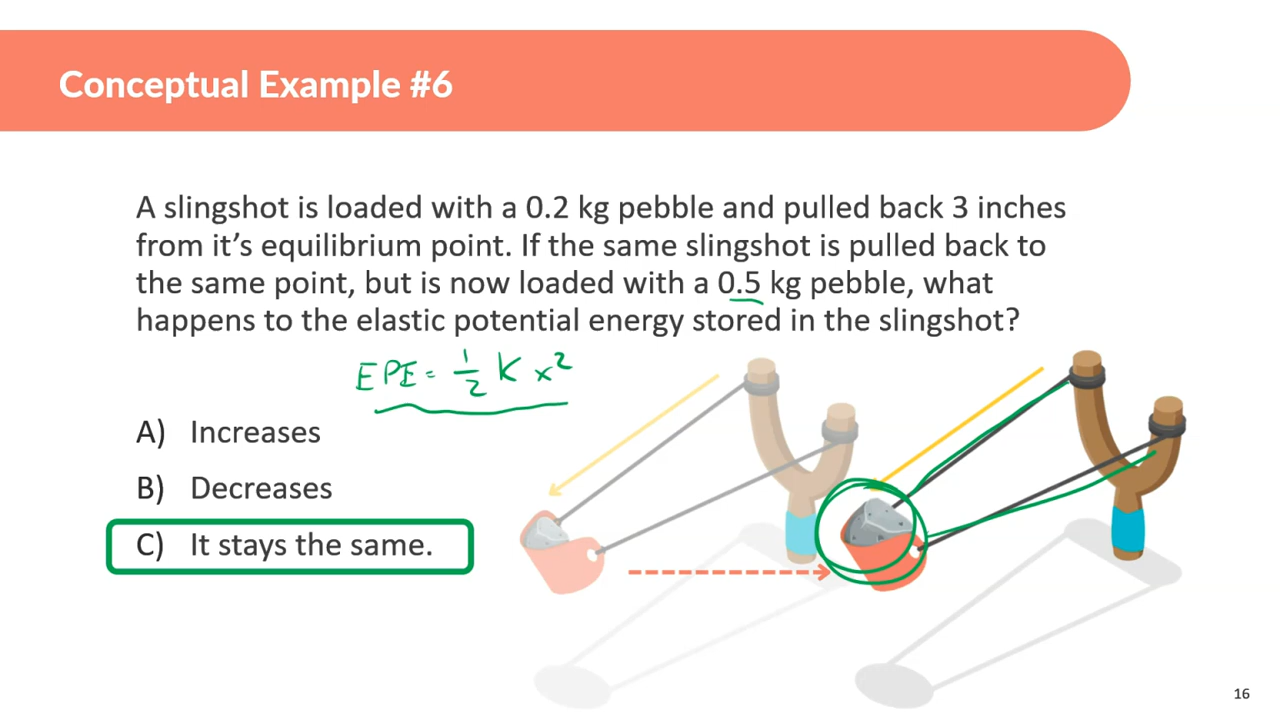 Conceptual Example #6
A slingshot is loaded with a 0.2 kg pebble and pulled back 3 inches
from it's equilibrium point. If the same slingshot is pulled back to
the same point, but is now loaded with a 0.5 kg pebble, what
happens to the elastic potential energy stored in the slingshot?
EPE = 1/2 K x²
A) Increases
B) Decreases
C) It stays the same.
16